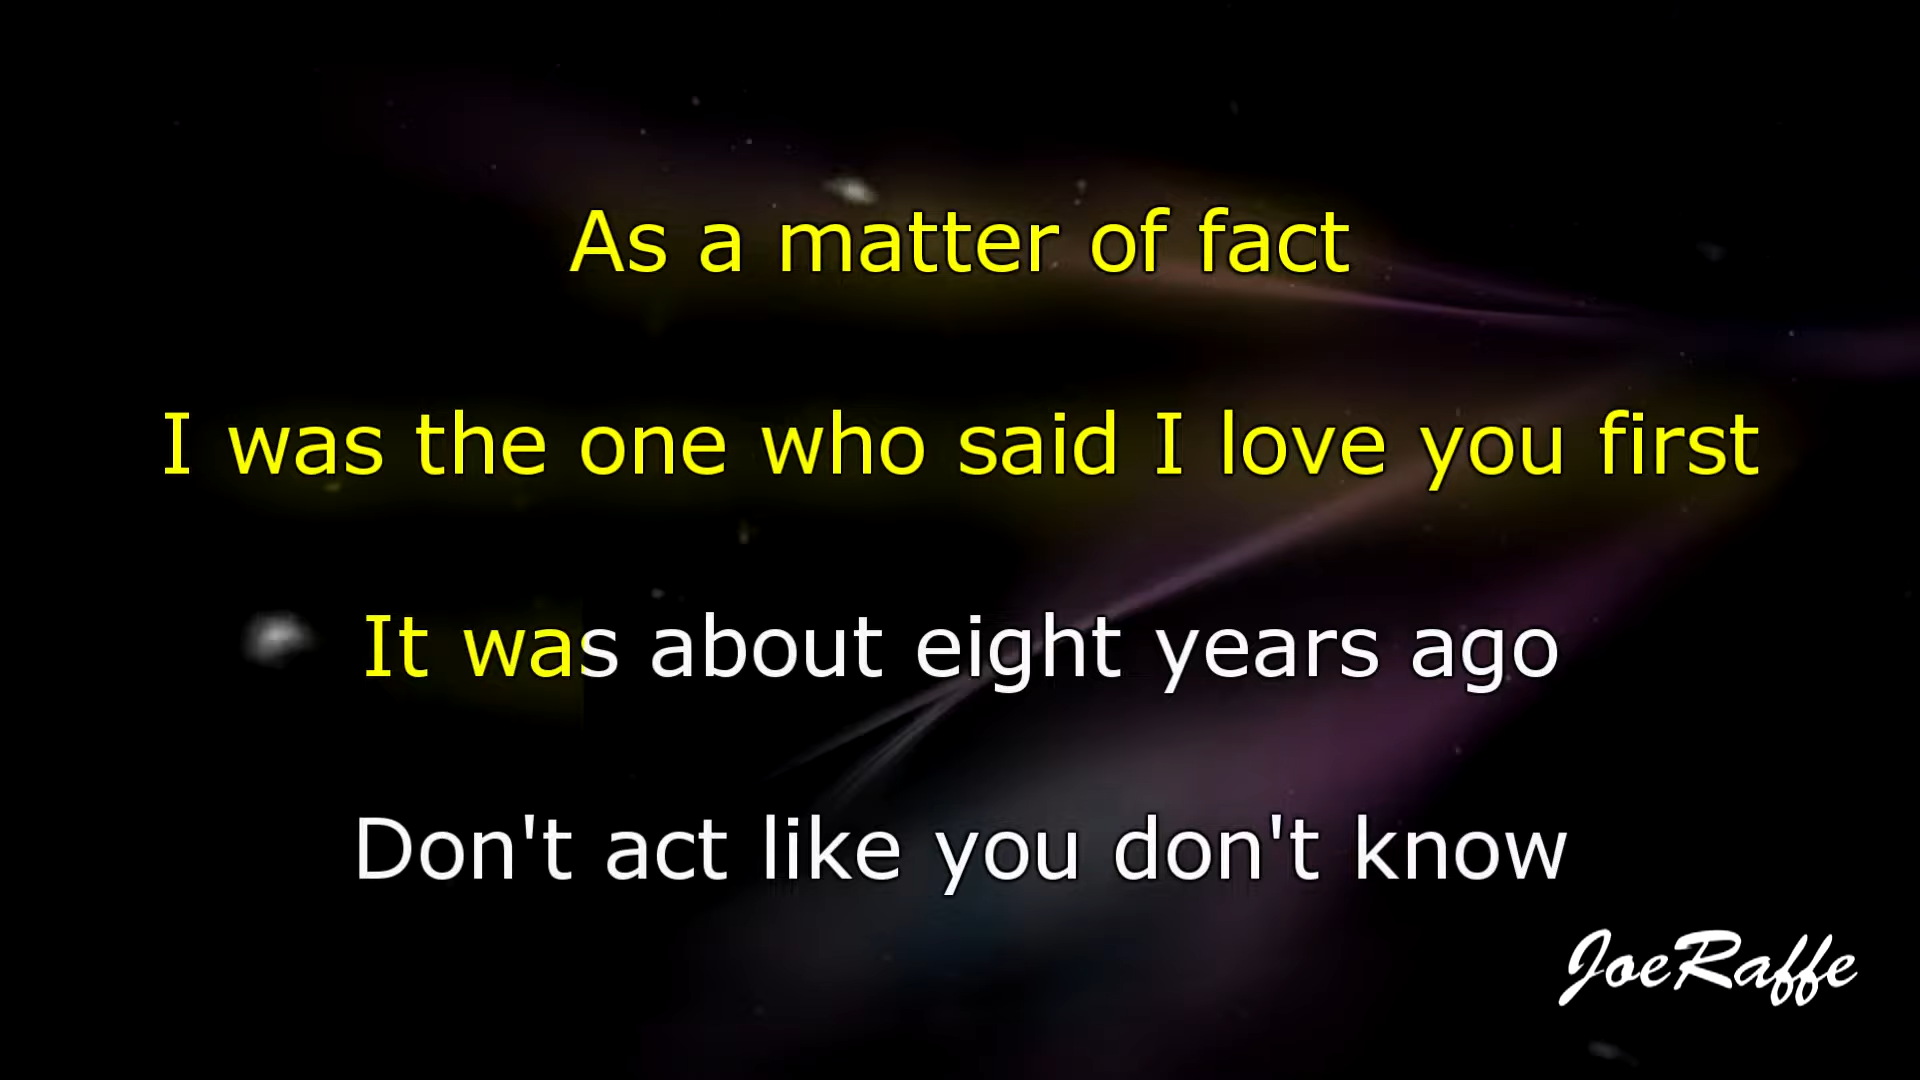 As a matter of fact
I was the one who said I love you first
It was about eight years ago
Don't act like you don't know
JoeRaffe